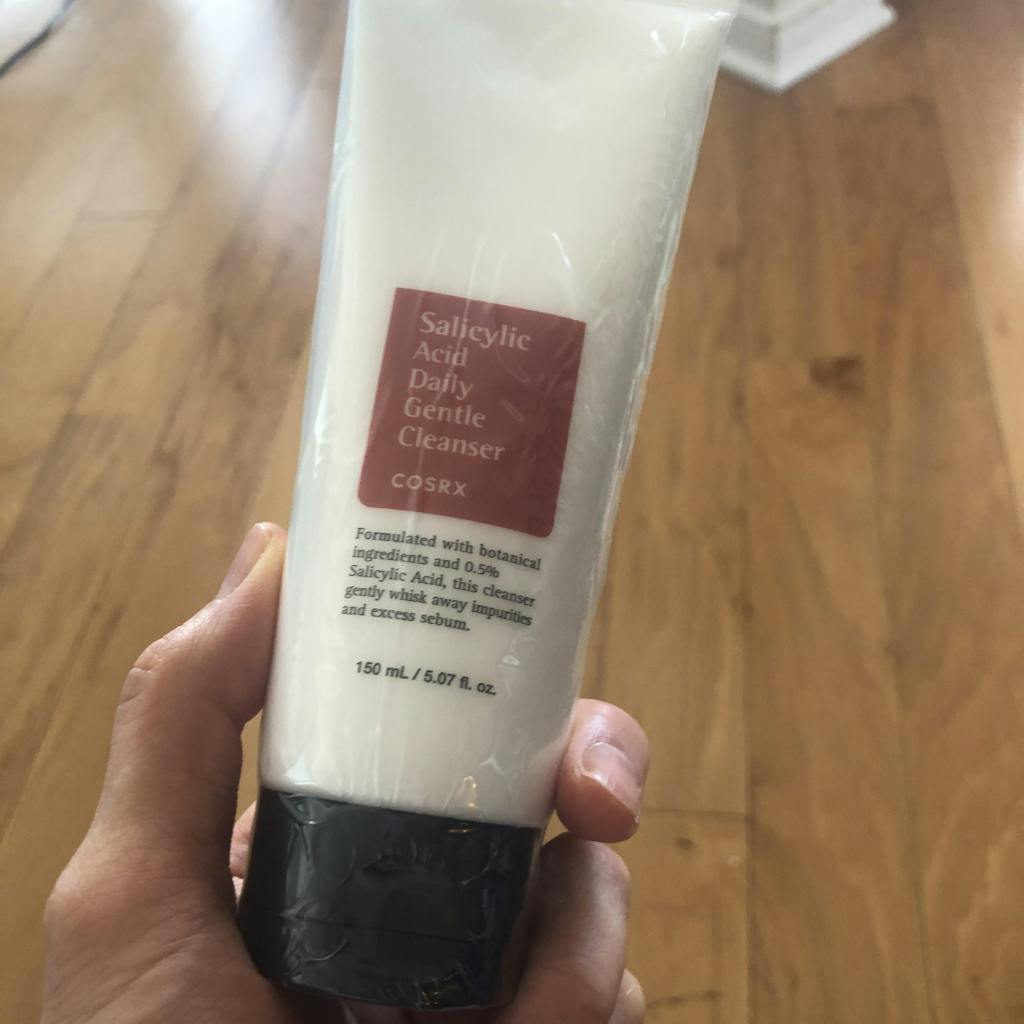 Salicylic
Acid
Daily
Gentle
Cleanser
COSRX
Formulated with botanical
ingredients and 0.5%
Salicylic Acid, this cleanser
gently whisk away impurities
and excess sebum.
150 mL / 5.07 fl. oz.